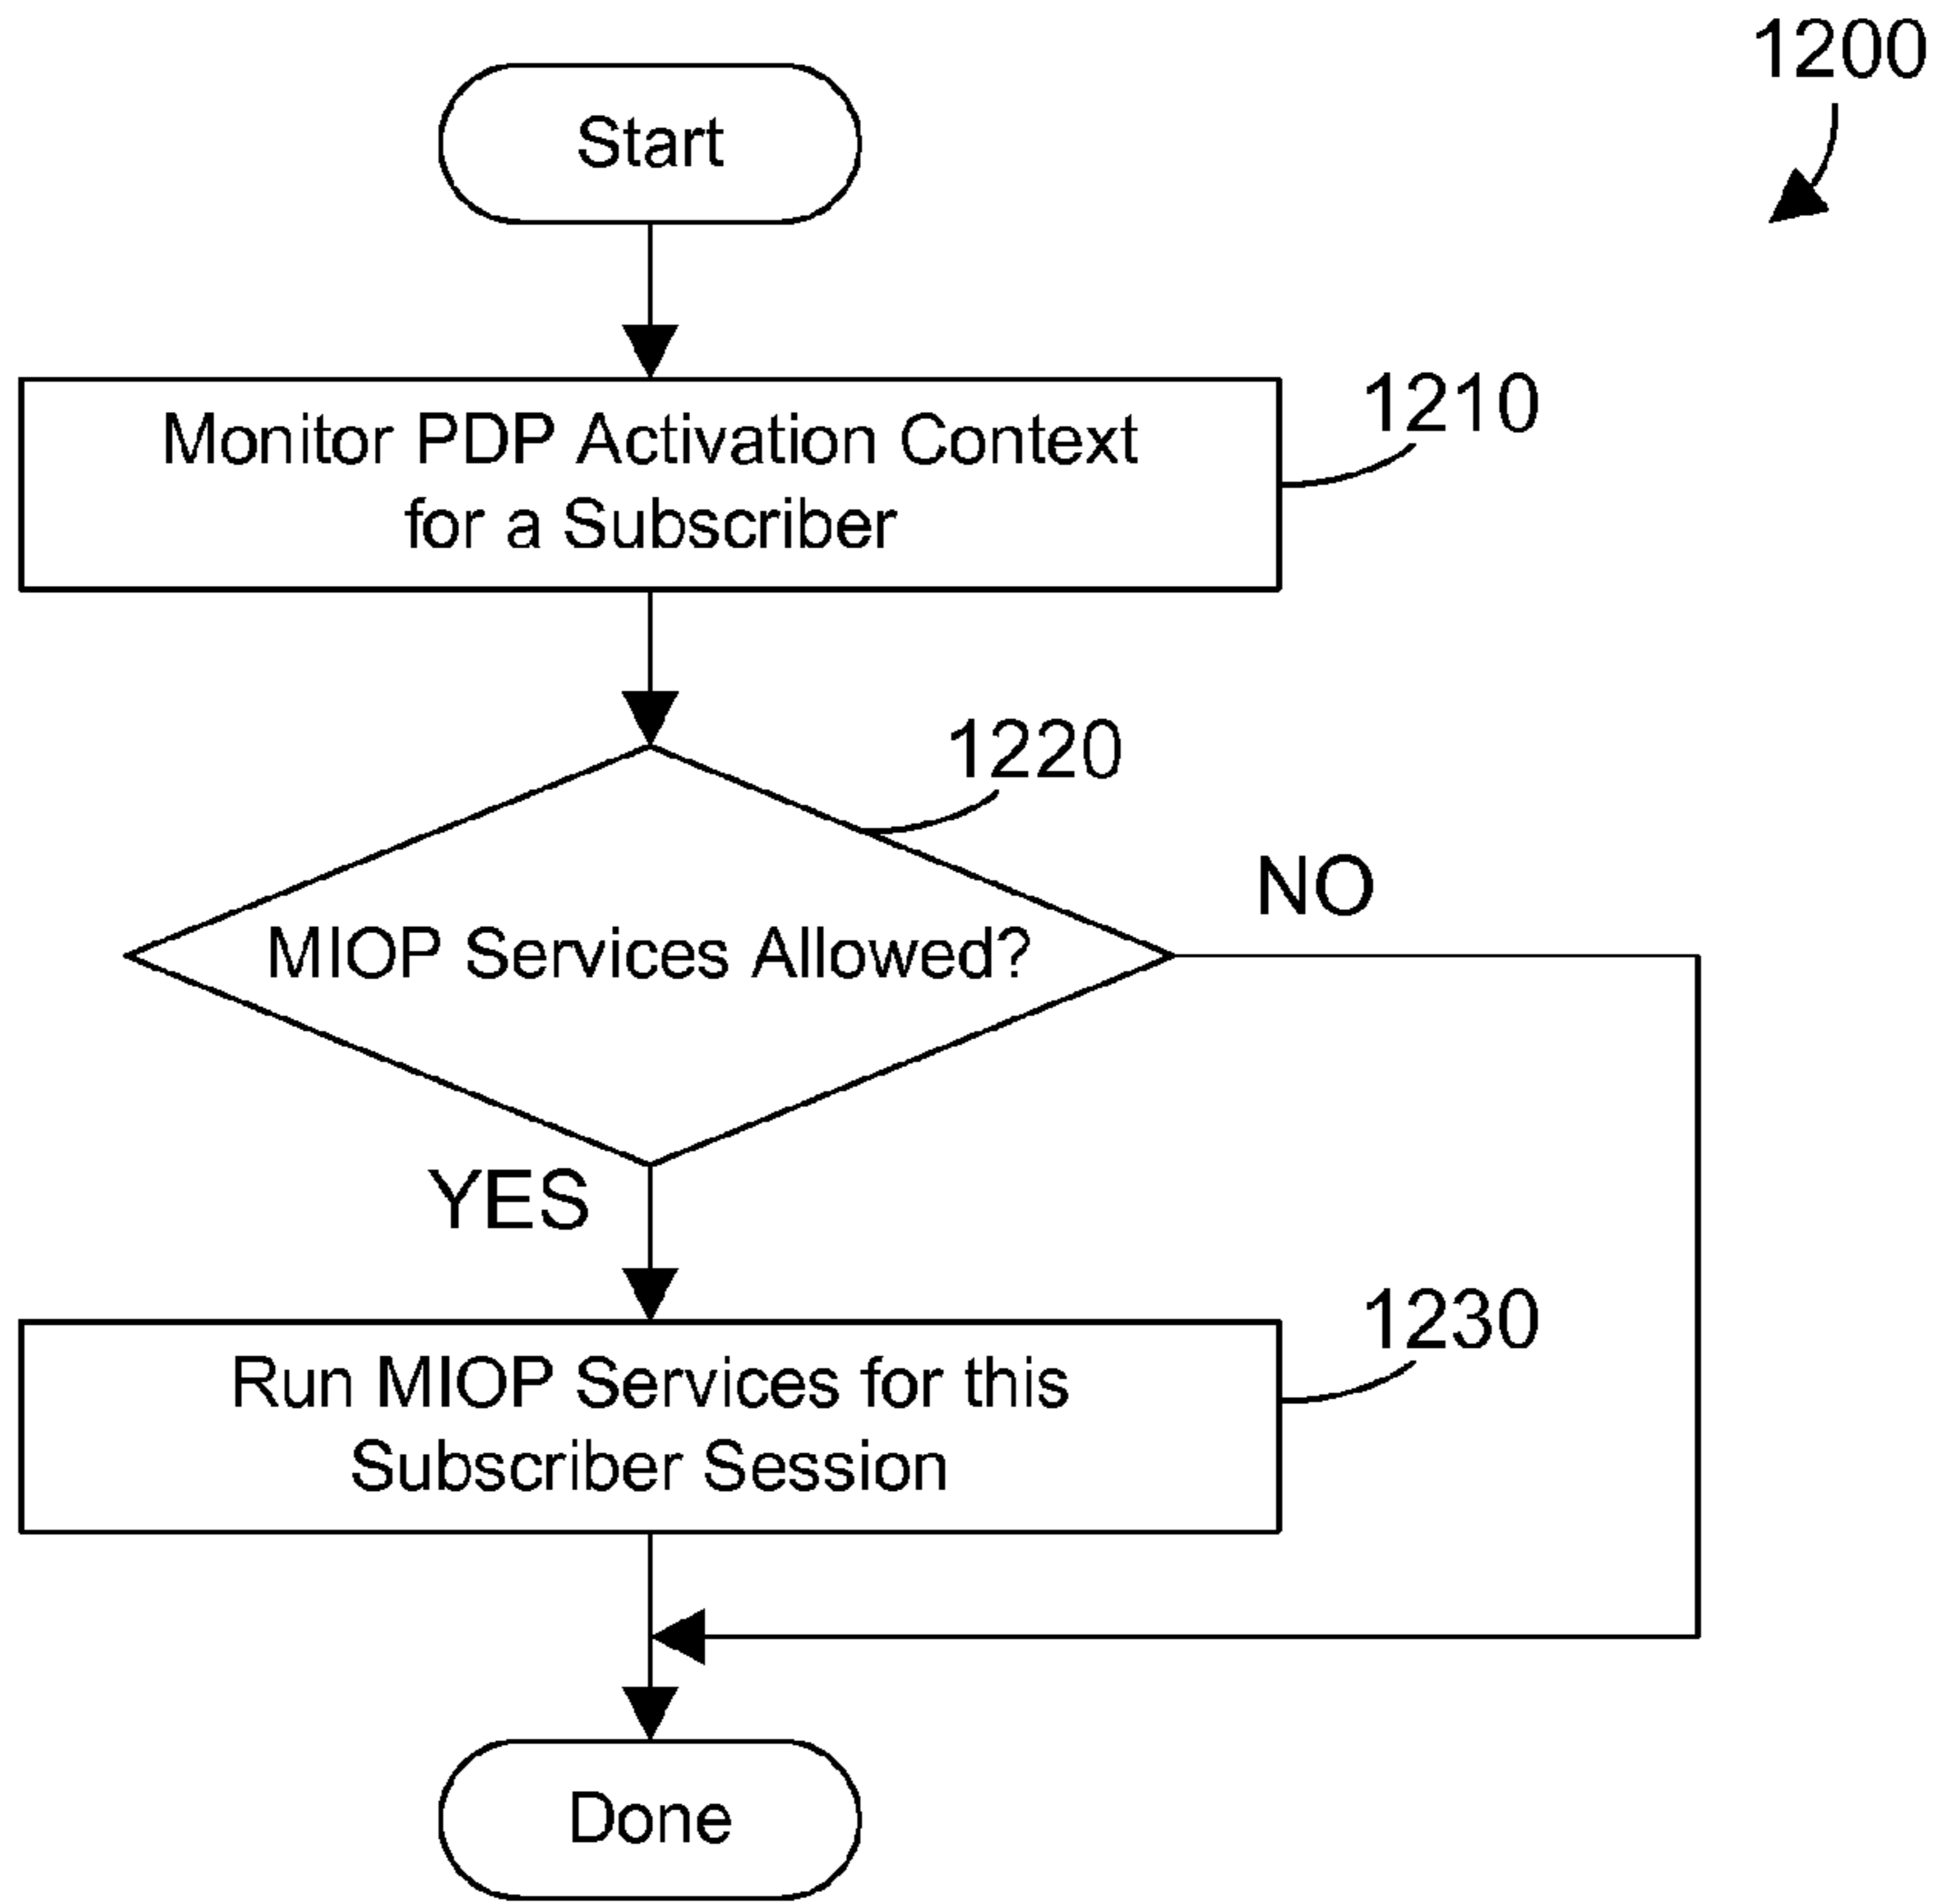 1200
Start
Monitor PDP Activation Context
for a Subscriber
1210
1220
MIOP Services Allowed?
NO
YES
Run MIOP Services for this
Subscriber Session
1230
Done